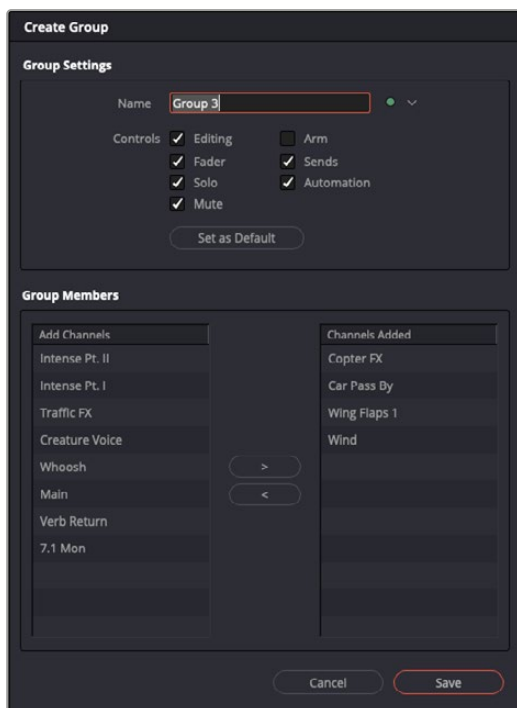 Create Group
Group Settings
Name Group 3
Controls Editing Arm
Fader Sends
Solo Automation
Mute
Set as Default
Group Members
Add Channels Channels Added
Intense Pt. II Copter FX
Intense Pt. I Car Pass By
Traffic FX Wing Flaps 1
Creature Voice Wind
Whoosh >
Main <
Verb Return
7.1 Mon
Cancel Save